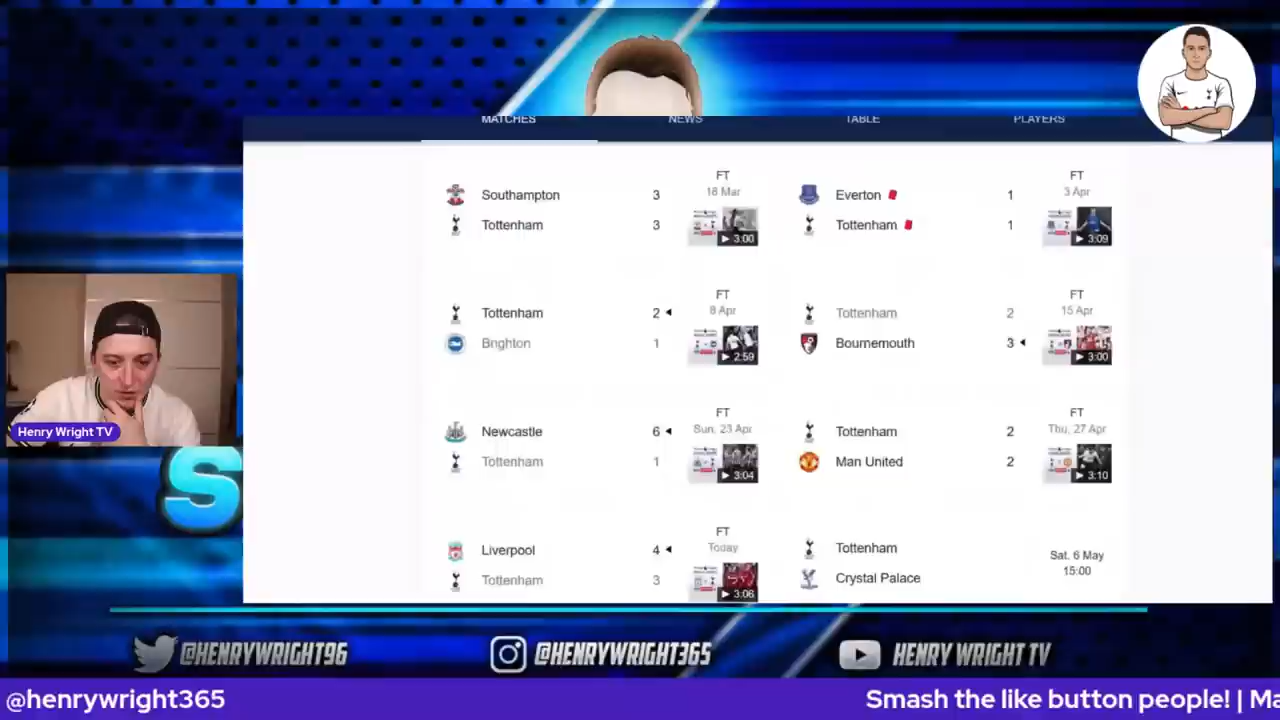 MATCHES NEWS TABLE PLAYERS
Southampton 3
Tottenham 3
FT
18 Mar
3:00
Everton 1
Tottenham 1
FT
3 Apr
3:09
Tottenham 2
Brighton 1
FT
8 Apr
2:59
Tottenham 2
Bournemouth 3
FT
15 Apr
3:00
Newcastle 6
Tottenham 1
FT
Sun, 23 Apr
3:04
Tottenham 2
Man United 2
FT
Thu, 27 Apr
3:10
Liverpool 4
Tottenham 3
FT
Today
3:06
Tottenham
Crystal Palace
Sat, 6 May
15:00
Henry Wright TV
S
@HENRYWRIGHT96 @HENRYWRIGHT365 HENRY WRIGHT TV
@henrywright365 Smash the like button people! | Ma